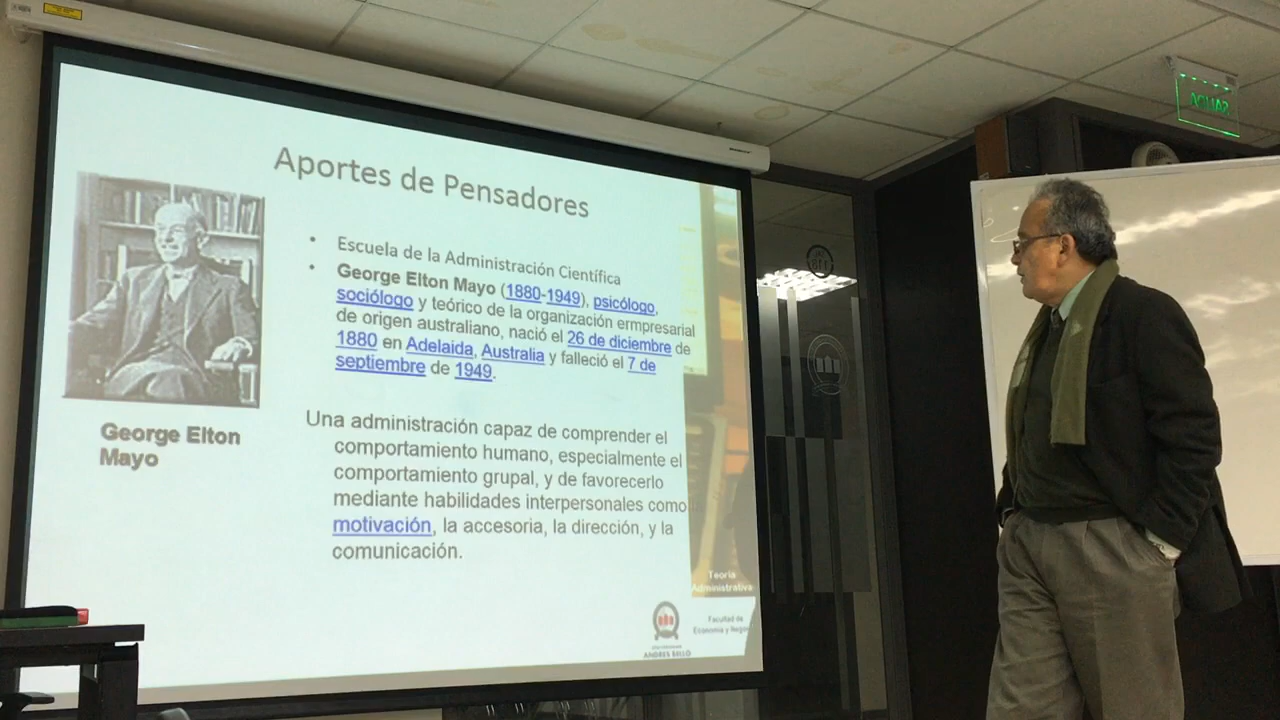 Aportes de Pensadores
• Escuela de la Administración Científica
• George Elton Mayo (1880-1949), psicólogo,
sociólogo y teórico de la organización ermpresarial
de origen australiano, nació el 26 de diciembre de
1880 en Adelaida, Australia y falleció el 7 de
septiembre de 1949.
George Elton
Mayo
Una administración capaz de comprender el
comportamiento humano, especialmente el
comportamiento grupal, y de favorecerlo
mediante habilidades interpersonales como
motivación, la accesoria, la dirección, y la
comunicación.
Teoría
Administrativa
Facultad de
Economía y Nego
ANDRES BELLO
SALIDA